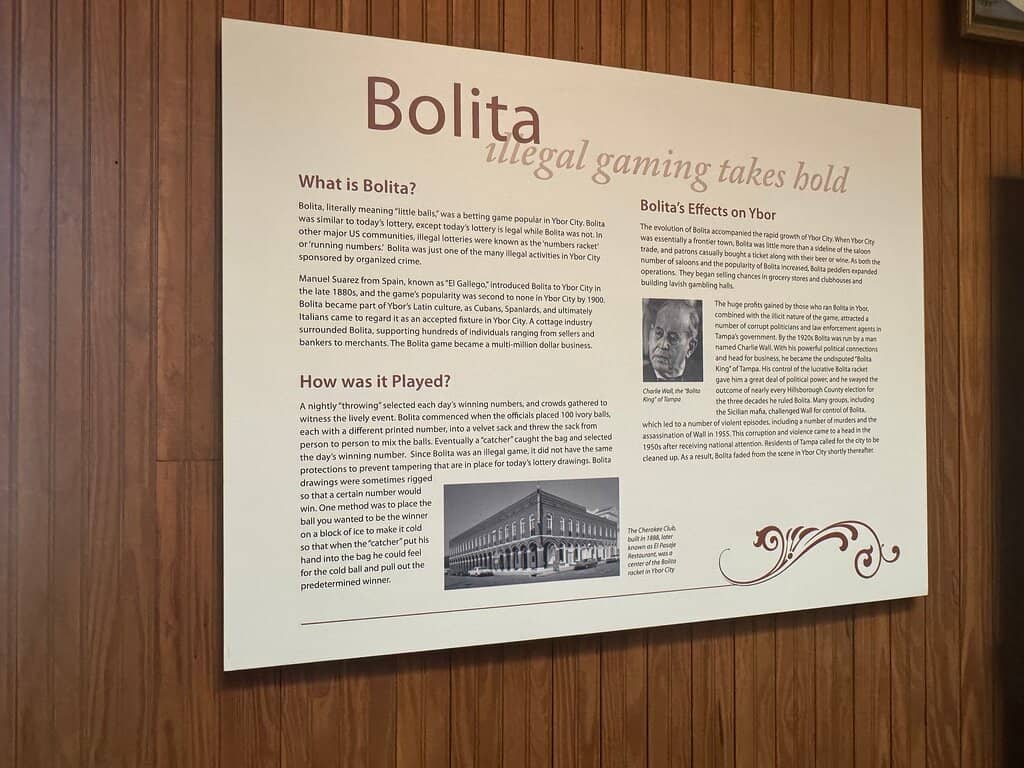 Bolita
illegal gaming takes hold
What is Bolita?
Bolita, literally meaning "little balls," was a betting game popular in Ybor City. Bolita
was similar to today's lottery, except today's lottery is legal while Bolita was not. In
other major US communities, illegal lotteries were known as the 'numbers racket'
or 'running numbers.' Bolita was just one of the many illegal activities in Ybor City
sponsored by organized crime.
Manuel Suarez from Spain, known as "El Gallego," introduced Bolita to Ybor City in
the late 1880s, and the game's popularity was second to none in Ybor City by 1900.
Bolita became part of Ybor's Latin culture, as Cubans, Spaniards, and ultimately
Italians came to regard it as an accepted fixture in Ybor City. A cottage industry
surrounded Bolita, supporting hundreds of individuals ranging from sellers and
bankers to merchants. The Bolita game became a multi-million dollar business.
How was it Played?
A nightly "throwing" selected each day's winning numbers, and crowds gathered to
witness the lively event. Bolita commenced when the officials placed 100 ivory balls,
each with a different printed number, into a velvet sack and threw the sack from
person to person to mix the balls. Eventually a "catcher" caught the bag and selected
the day's winning number. Since Bolita was an illegal game, it did not have the same
protections to prevent tampering that are in place for today's lottery drawings. Bolita
drawings were sometimes rigged
so that a certain number would
win. One method was to place the
ball you wanted to be the winner
on a block of ice to make it cold
so that when the "catcher" put his
hand into the bag he could feel
for the cold ball and pull out the
predetermined winner.
The Cherokee Club,
built in 1898, later
known as El Pasaje
Restaurant, was a
center of the Bolita
racket in Ybor City
Bolita's Effects on Ybor
The evolution of Bolita accompanied the rapid growth of Ybor City. When Ybor City
was essentially a frontier town, Bolita was little more than a sideline of the saloon
trade, and patrons casually bought a ticket along with their beer or wine. As both the
number of saloons and the popularity of Bolita increased, Bolita peddlers expanded
operations. They began selling chances in grocery stores and clubhouses and
building lavish gambling halls.
The huge profits gained by those who ran Bolita in Ybor,
combined with the illicit nature of the game, attracted a
number of corrupt politicians and law enforcement agents in
Tampa's government. By the 1920s Bolita was run by a man
named Charlie Wall. With his powerful political connections
and head for business, he became the undisputed "Bolita
King" of Tampa. His control of the lucrative Bolita racket
gave him a great deal of political power, and he swayed the
outcome of nearly every Hillsborough County election for
the three decades he ruled Bolita. Many groups, including
the Sicilian mafia, challenged Wall for control of Bolita,
which led to a number of violent episodes, including a number of murders and the
assassination of Wall in 1955. This corruption and violence came to a head in the
1950s after receiving national attention. Residents of Tampa called for the city to be
cleaned up. As a result, Bolita faded from the scene in Ybor City shortly thereafter.
Charlie Wall, the "Bolita
King" of Tampa